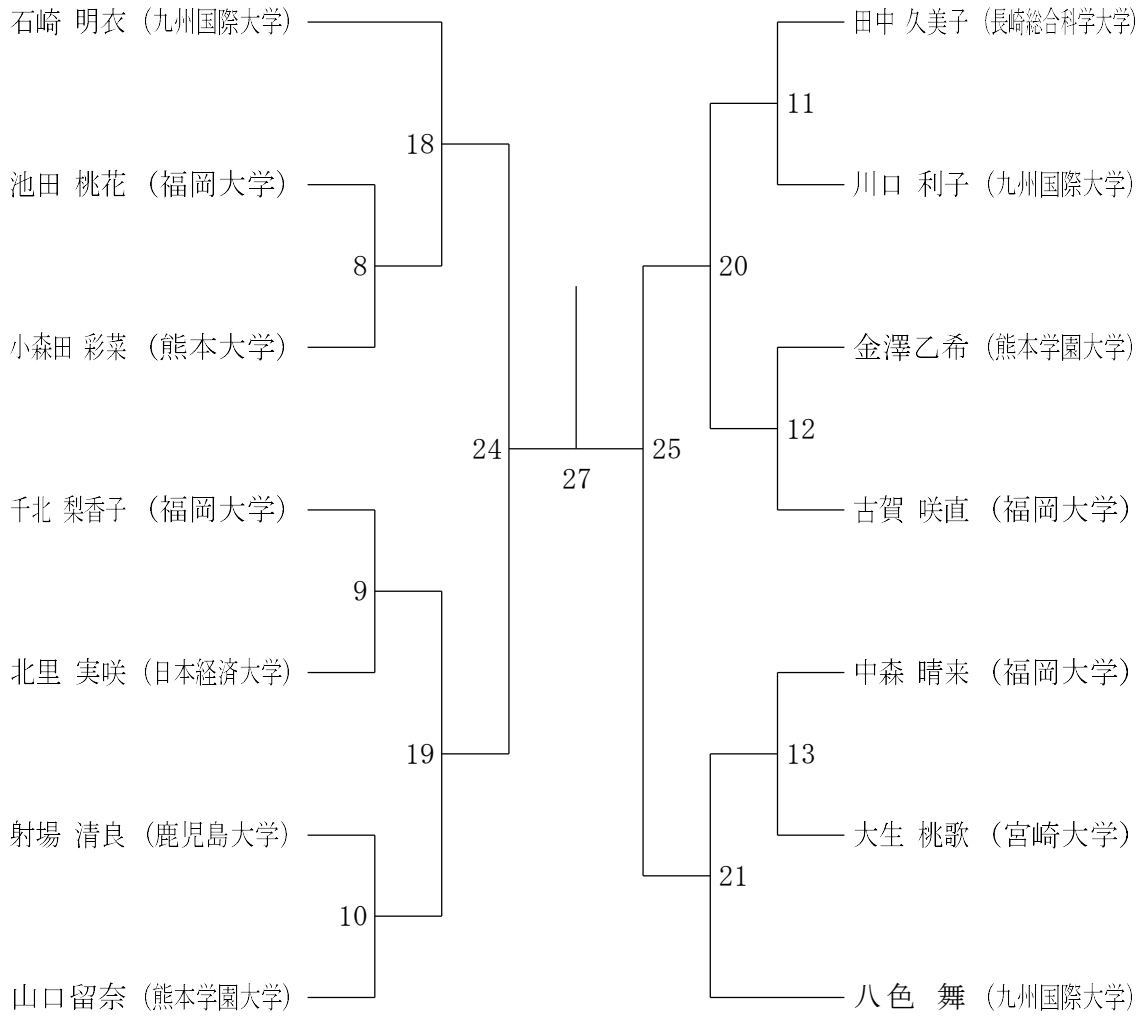 石崎 明衣 (九州国際大学)
18
池田 桃花 (福岡大学)
8
小森田 彩菜 (熊本大学)
24
千北 梨香子 (福岡大学)
9
北里 実咲 (日本経済大学)
19
射場 清良 (鹿児島大学)
10
山口留奈 (熊本学園大学)
27
田中 久美子 (長崎総合科学大学)
11
川口 利子 (九州国際大学)
20
金澤乙希 (熊本学園大学)
12
25
古賀 咲直 (福岡大学)
中森 晴来 (福岡大学)
13
大生 桃歌 (宮崎大学)
21
八色 舞 (九州国際大学)